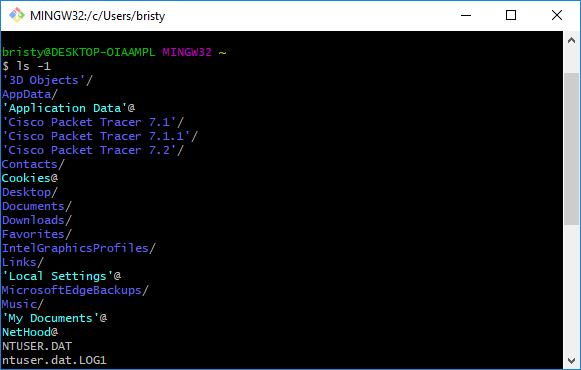 MINGW32:/c/Users/bristy
bristy@DESKTOP-OIAAMPL MINGW32 ~
$ ls -1
'3D Objects'/
AppData/
'Application Data'@
'Cisco Packet Tracer 7.1'/
'Cisco Packet Tracer 7.1.1'/
'Cisco Packet Tracer 7.2'/
Contacts/
Cookies@
Desktop/
Documents/
Downloads/
Favorites/
IntelGraphicsProfiles/
Links/
'Local Settings'@
MicrosoftEdgeBackups/
Music/
'My Documents'@
NetHood@
NTUSER.DAT
ntuser.dat.LOG1